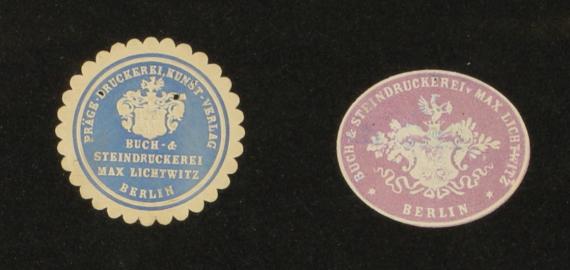 PRÄGE-DRUCKEREI, KUNST-VERLAG
BUCH- &
STEINDRUCKEREI
MAX LICHTWITZ
BERLIN
BUCH- & STEINDRUCKEREI v MAX LICHTWITZ
* BERLIN *